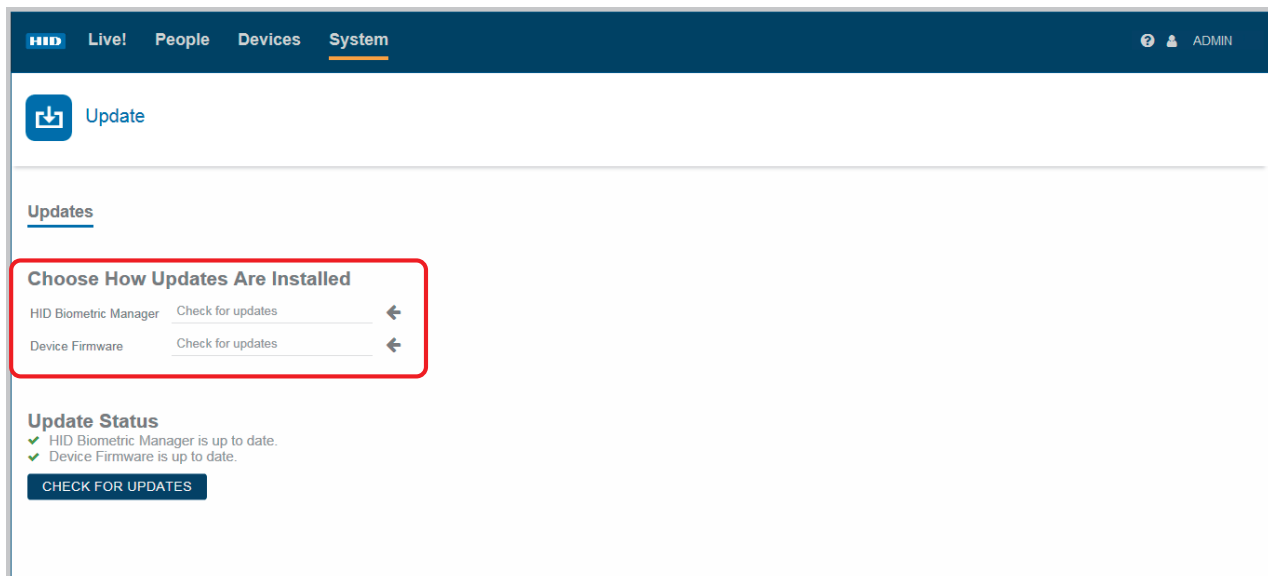 HID Live! People Devices System ADMIN
Update
Updates
Choose How Updates Are Installed
HID Biometric Manager Check for updates
Device Firmware Check for updates
Update Status
HID Biometric Manager is up to date.
Device Firmware is up to date.
CHECK FOR UPDATES